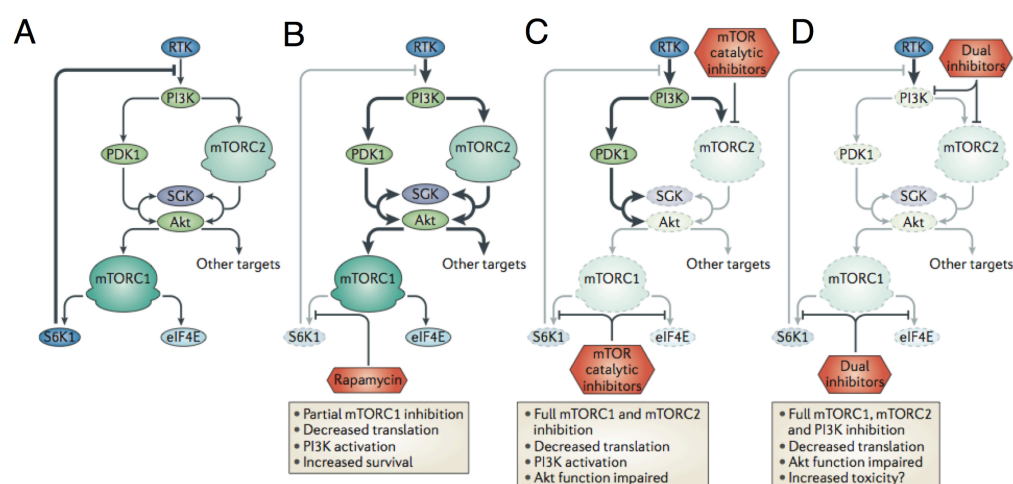 A
RTK
PI3K
PDK1
mTORC2
SGK
Akt
Other targets
mTORC1
S6K1
eIF4E
B
RTK
PI3K
PDK1
mTORC2
SGK
Akt
Other targets
mTORC1
S6K1
eIF4E
Rapamycin
• Partial mTORC1 inhibition
• Decreased translation
• PI3K activation
• Increased survival
C
RTK
mTOR
catalytic
inhibitors
PI3K
PDK1
mTORC2
SGK
Akt
Other targets
mTORC1
S6K1
eIF4E
mTOR
catalytic
inhibitors
• Full mTORC1 and mTORC2
inhibition
• Decreased translation
• PI3K activation
• Akt function impaired
D
RTK
Dual
inhibitors
PI3K
PDK1
mTORC2
SGK
Akt
Other targets
mTORC1
S6K1
eIF4E
Dual
inhibitors
• Full mTORC1, mTORC2
and PI3K inhibition
• Decreased translation
• Akt function impaired
• Increased toxicity?